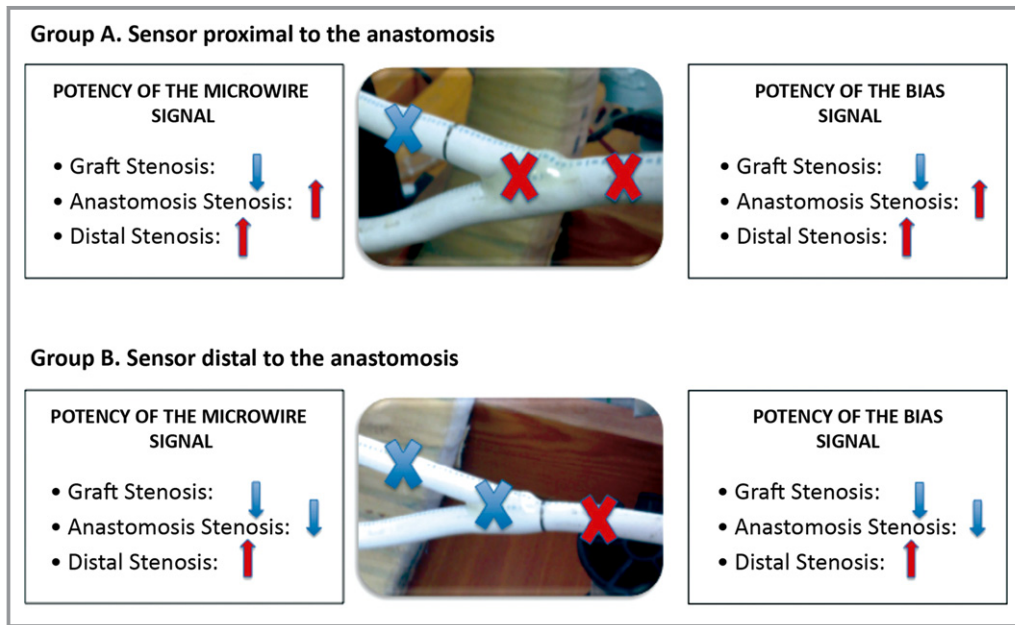 Group A. Sensor proximal to the anastomosis
POTENCY OF THE MICROWIRE
SIGNAL
• Graft Stenosis:
• Anastomosis Stenosis:
• Distal Stenosis:
POTENCY OF THE BIAS
SIGNAL
• Graft Stenosis:
• Anastomosis Stenosis:
• Distal Stenosis:
Group B. Sensor distal to the anastomosis
POTENCY OF THE MICROWIRE
SIGNAL
• Graft Stenosis:
• Anastomosis Stenosis:
• Distal Stenosis:
POTENCY OF THE BIAS
SIGNAL
• Graft Stenosis:
• Anastomosis Stenosis:
• Distal Stenosis: